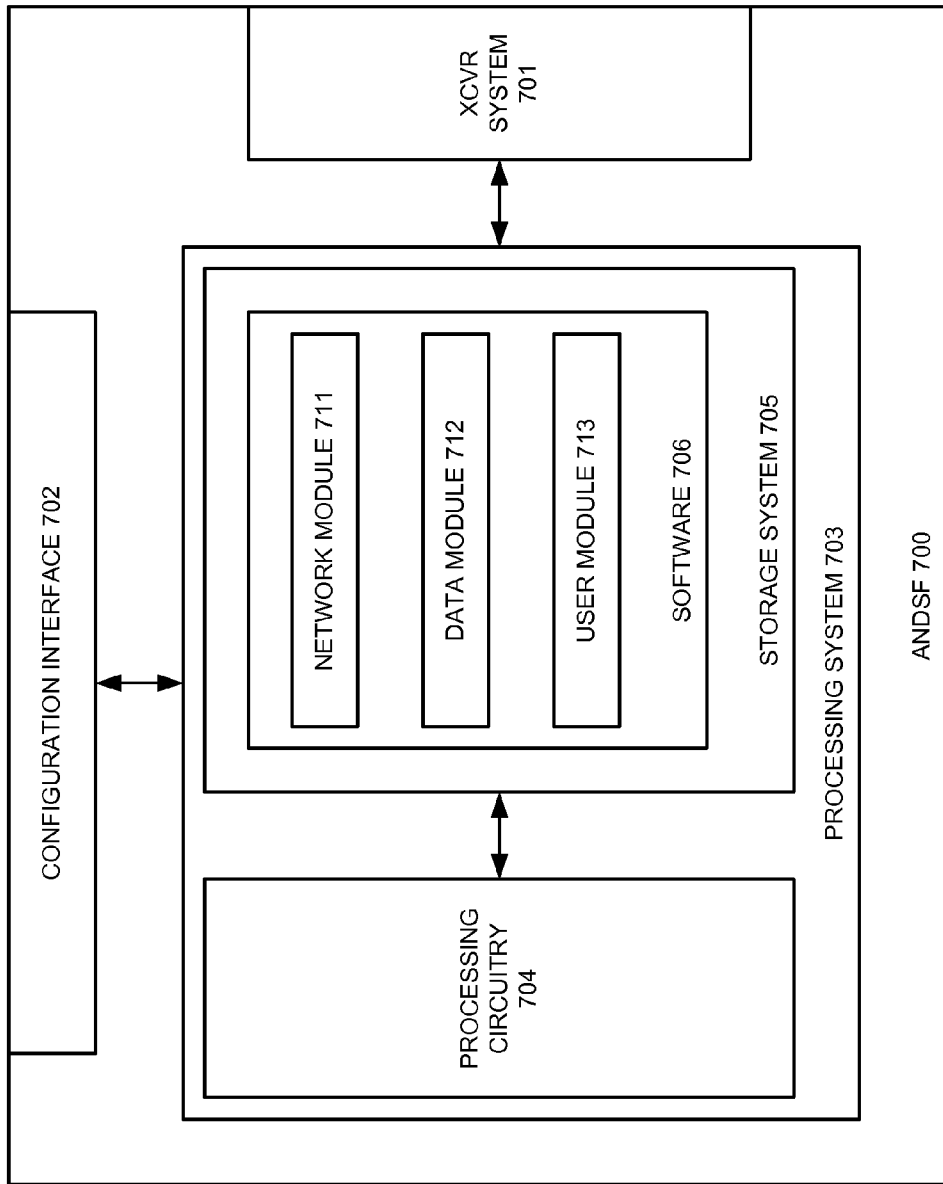 CONFIGURATION INTERFACE 702
XCVR
SYSTEM
701
PROCESSING
CIRCUITRY
704
NETWORK MODULE 711
DATA MODULE 712
USER MODULE 713
SOFTWARE 706
STORAGE SYSTEM 705
PROCESSING SYSTEM 703
ANDSF 700